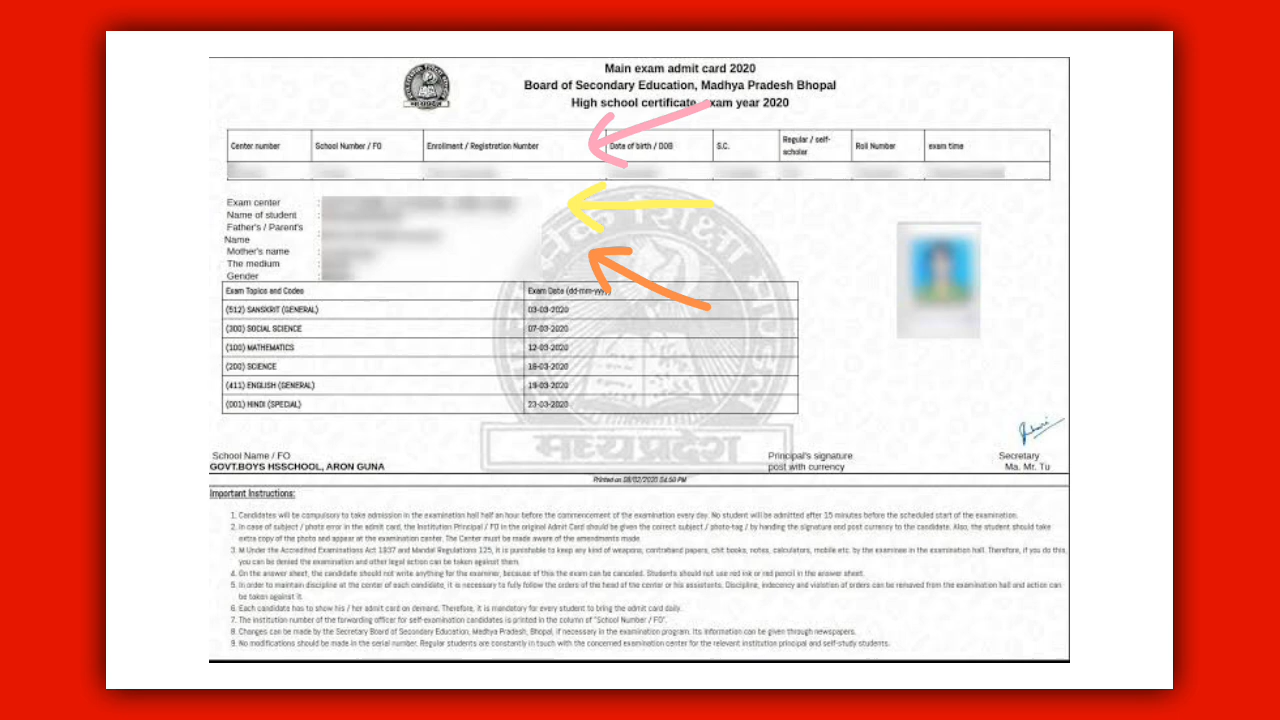 Main exam admit card 2020
Board of Secondary Education, Madhya Pradesh Bhopal
High school certificate exam year 2020
Center number School Number / FO Enrollment / Registration Number Date of birth / DOB S.C. Regular / self-scholar Roll Number exam time
Exam center :
Name of student :
Father's / Parent's
Name :
Mother's name :
The medium :
Gender :
Exam Topics and Codes Exam Date (dd-mm-yyyy)
(512) SANSKRIT (GENERAL) 03-03-2020
(300) SOCIAL SCIENCE 07-03-2020
(100) MATHEMATICS 12-03-2020
(200) SCIENCE 16-03-2020
(411) ENGLISH (GENERAL) 19-03-2020
(001) HINDI (SPECIAL) 23-03-2020
मध्यप्रदेश
School Name / FO Principal's signature Secretary
GOVT.BOYS HSSCHOOL, ARON GUNA post with currency Ma. Mr. Tu
Printed on 08/02/2020 04:50 PM
Important Instructions:
1. Candidates will be compulsory to take admission in the examination hall half an hour before the commencement of the examination every day. No student will be admitted after 15 minutes before the scheduled start of the examination.
2. In case of subject / photo error in the admit card, the Institution Principal / FO in the original Admit Card should be given the correct subject / photo-tag / by handing the signature and post currency to the candidate. Also, the student should take
extra copy of the photo and appear at the examination center. The Center must be made aware of the amendments made.
3. M Under the Accredited Examinations Act 1937 and Mandal Regulations 125, it is punishable to keep any kind of weapons, contraband papers, chit books, notes, calculators, mobile etc. by the examinee in the examination hall. Therefore, if you do this,
you can be denied the examination and other legal action can be taken against them.
4. On the answer sheet, the candidate should not write anything for the examiner, because of this the exam can be canceled. Students should not use red ink or red pencil in the answer sheet.
5. In order to maintain discipline at the center of each candidate, it is necessary to fully follow the orders of the head of the center or his assistants. Discipline, indecency and violation of orders can be removed from the examination hall and action can
be taken against it.
6. Each candidate has to show his / her admit card on demand. Therefore, it is mandatory for every student to bring the admit card daily.
7. The institution number of the forwarding officer for self-examination candidates is printed in the column of "School Number / FO".
8. Changes can be made by the Secretary Board of Secondary Education, Madhya Pradesh, Bhopal, if necessary in the examination program. Its information can be given through newspapers.
9. No modifications should be made in the serial number. Regular students are constantly in touch with the concerned examination center for the relevant institution principal and self-study students.